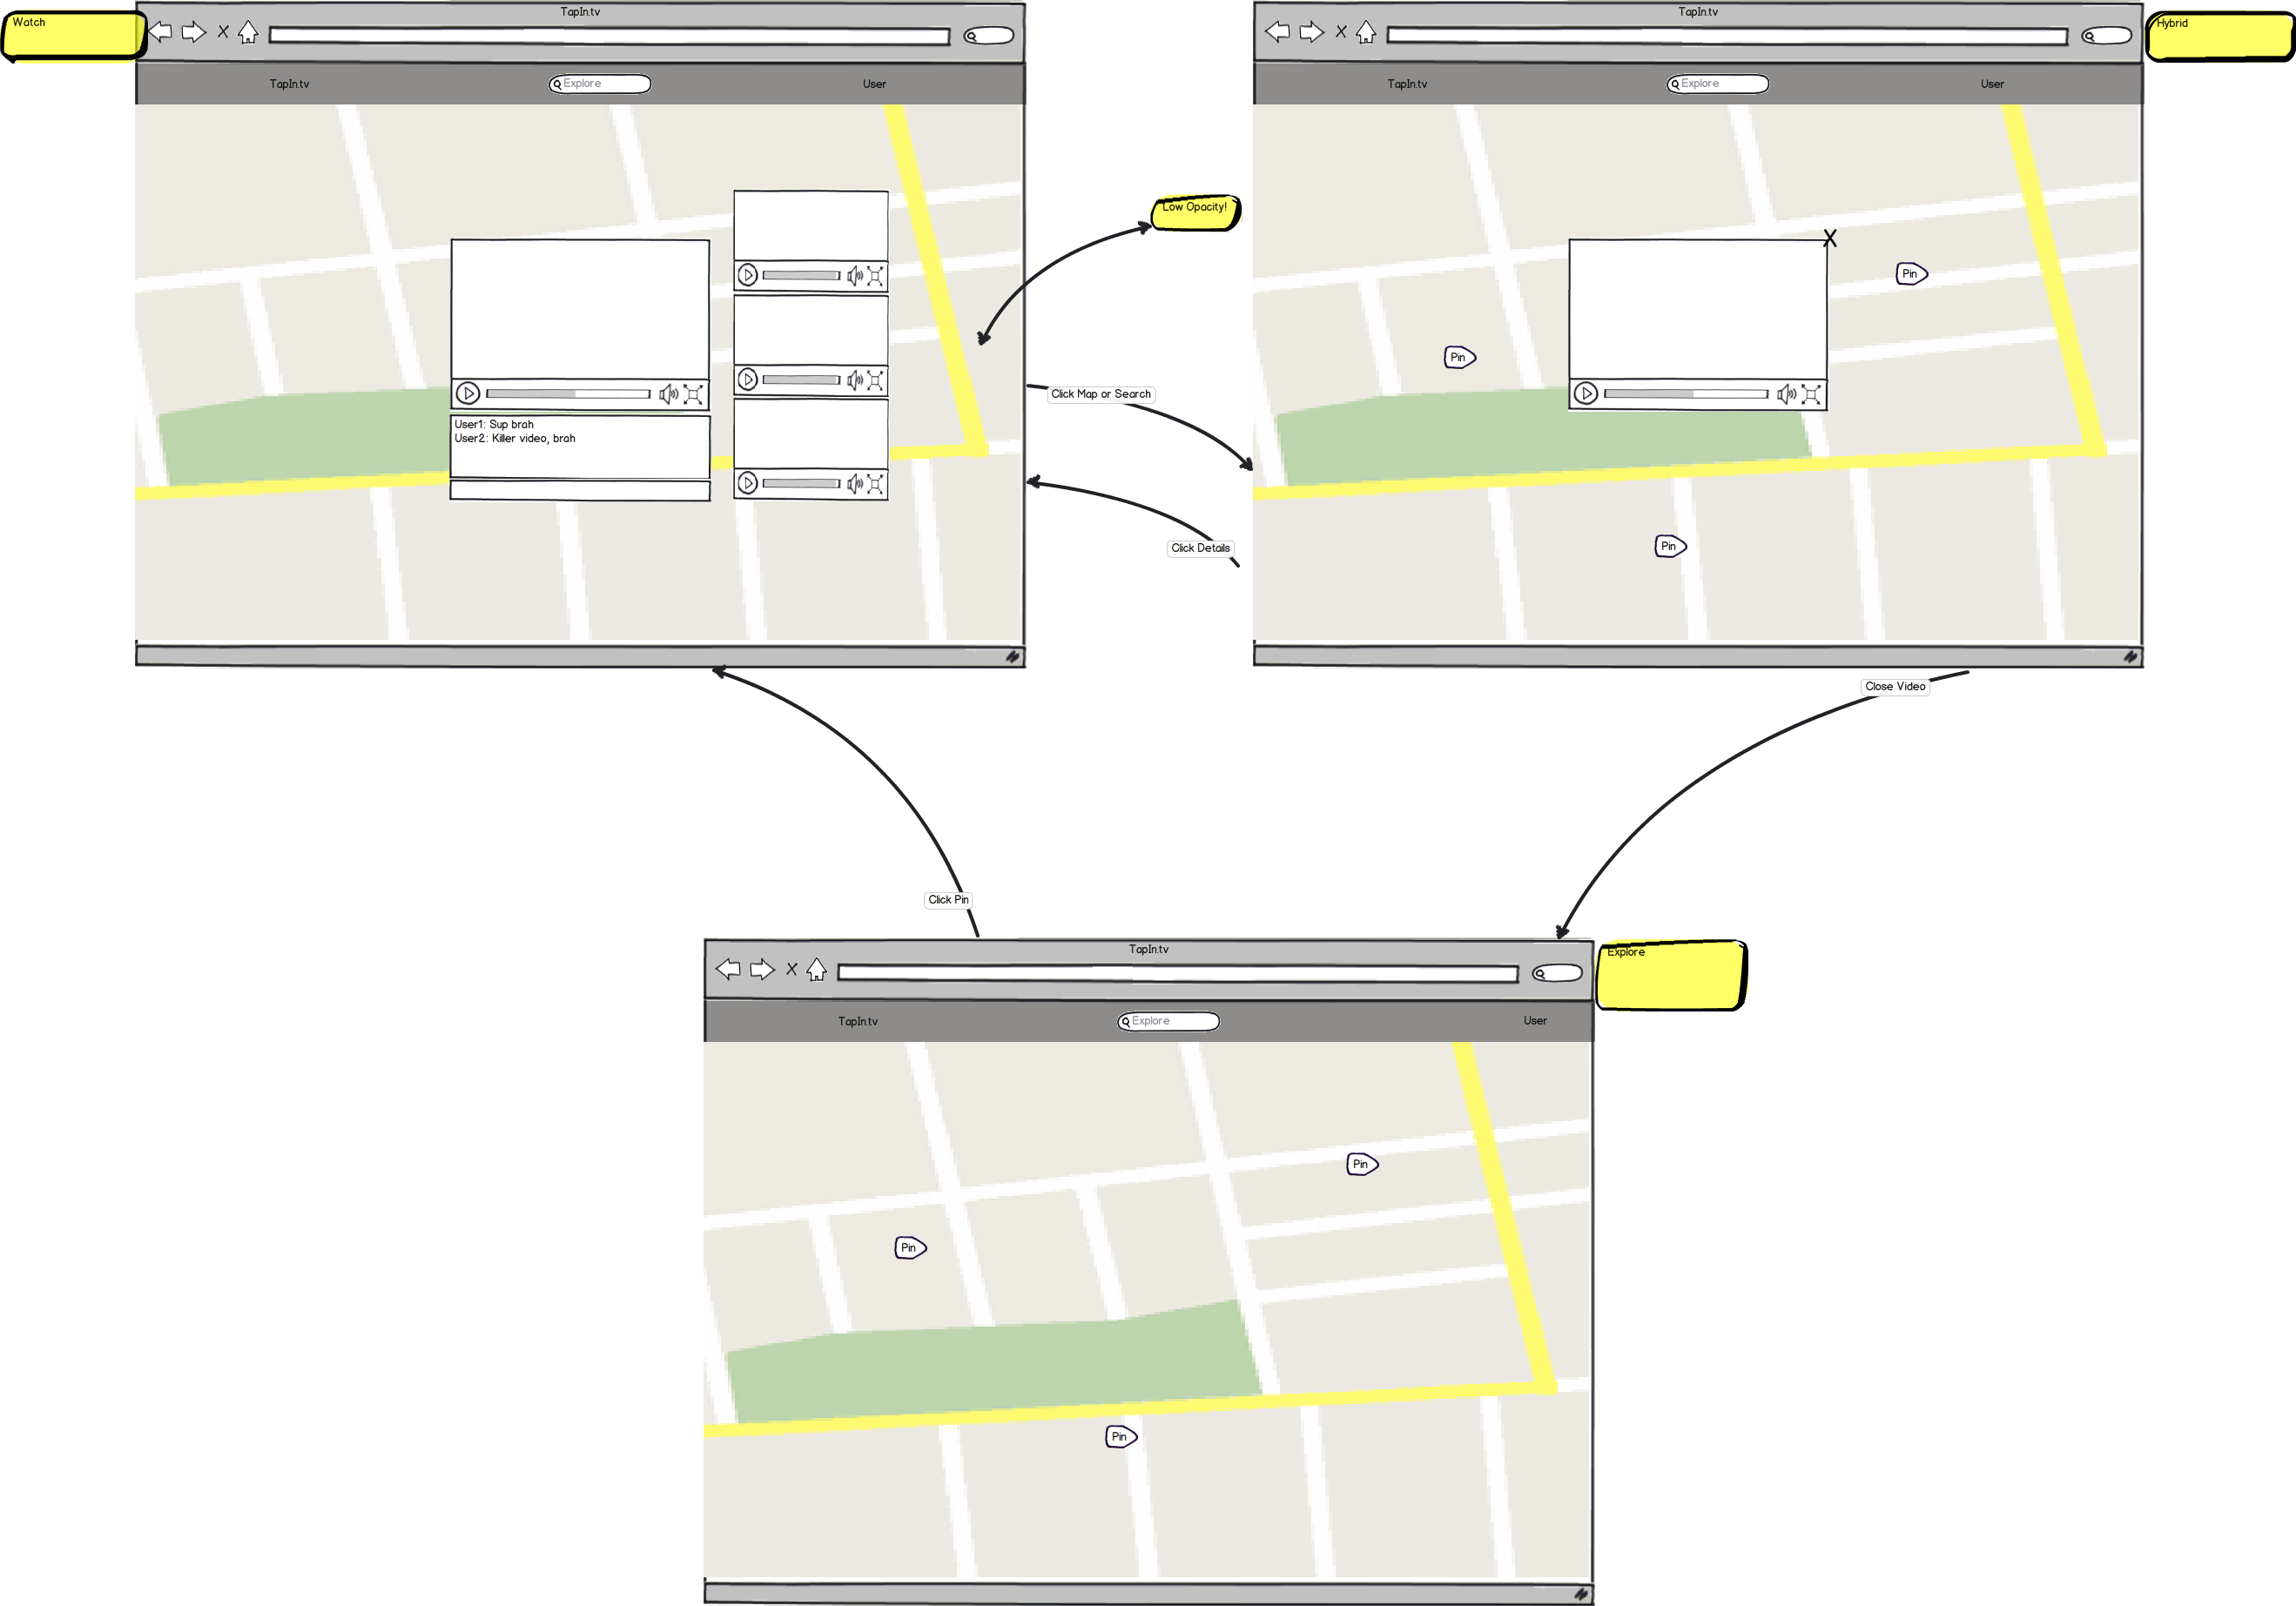 Watch
TapIn.tv
TapIn.tv
Explore
User
User1: Sup brah
User2: Killer video, brah
Low Opacity!
Click Map or Search
Click Details
Hybrid
TapIn.tv
TapIn.tv
Explore
User
Pin
Pin
Pin
Close Video
Click Pin
Explore
TapIn.tv
TapIn.tv
Explore
User
Pin
Pin
Pin